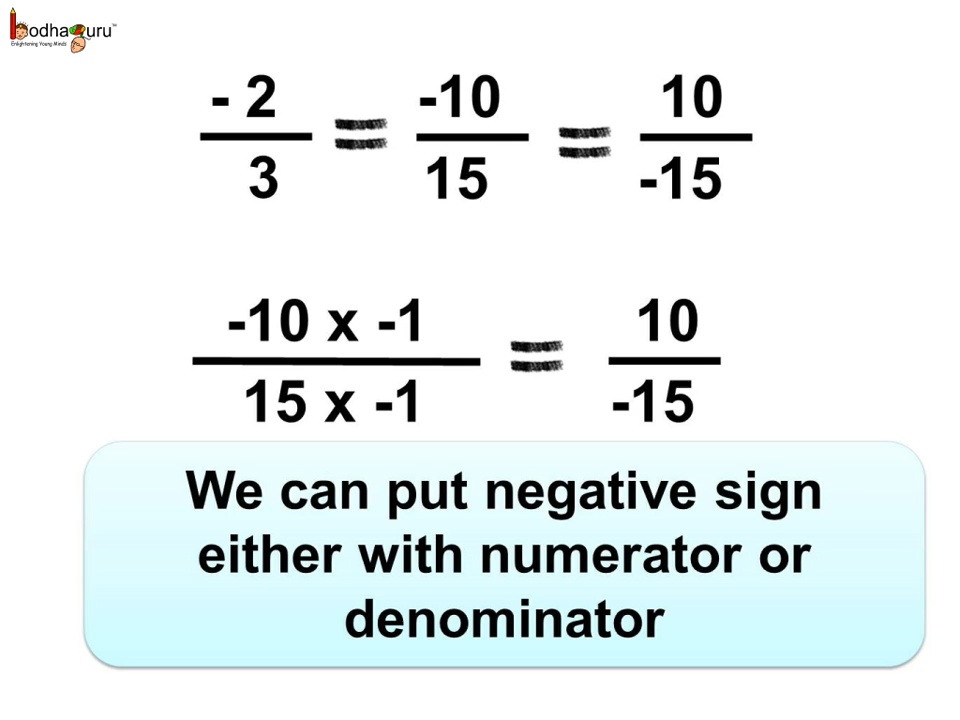 BodhaGuru™
Enlightening Young Minds
- 2 / 3 = -10 / 15 = 10 / -15
-10 x -1 / 15 x -1 = 10 / -15
We can put negative sign
either with numerator or
denominator